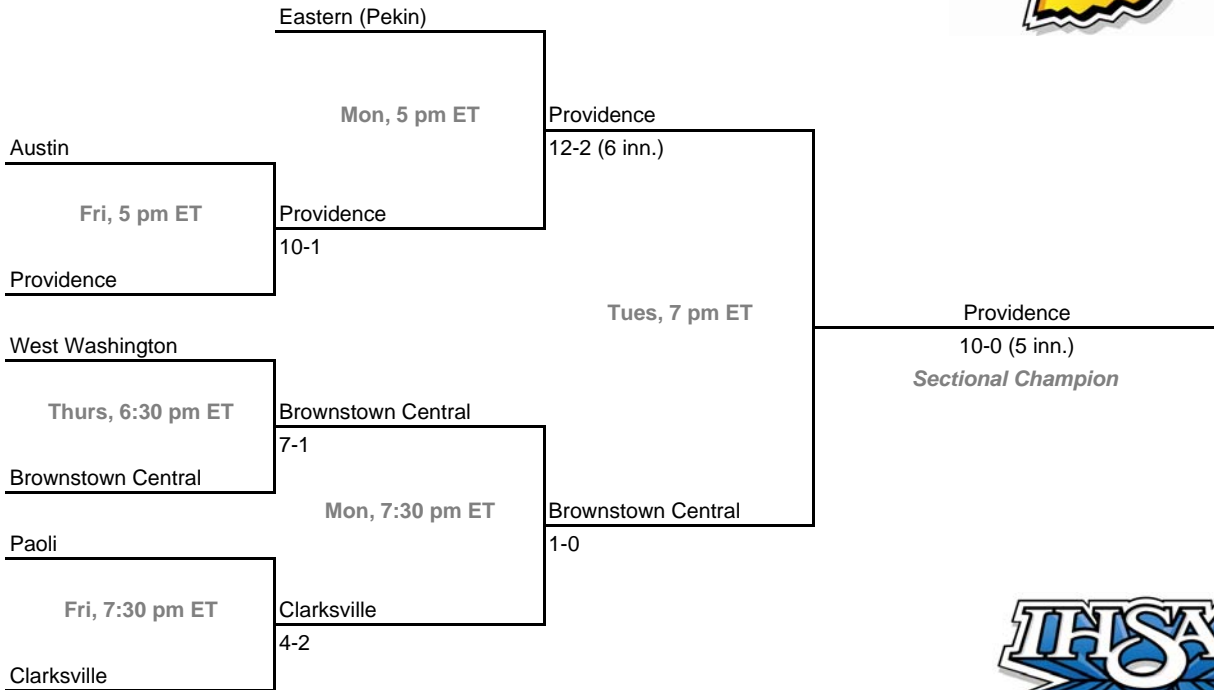 Eastern (Pekin)
Mon, 5 pm ET
Providence
Austin
12-2 (6 inn.)
Fri, 5 pm ET
Providence
10-1
Providence
Tues, 7 pm ET
Providence
West Washington
10-0 (5 inn.)
Sectional Champion
Thurs, 6:30 pm ET
Brownstown Central
7-1
Brownstown Central
Mon, 7:30 pm ET
Brownstown Central
Paoli
1-0
Fri, 7:30 pm ET
Clarksville
4-2
Clarksville
IHSA